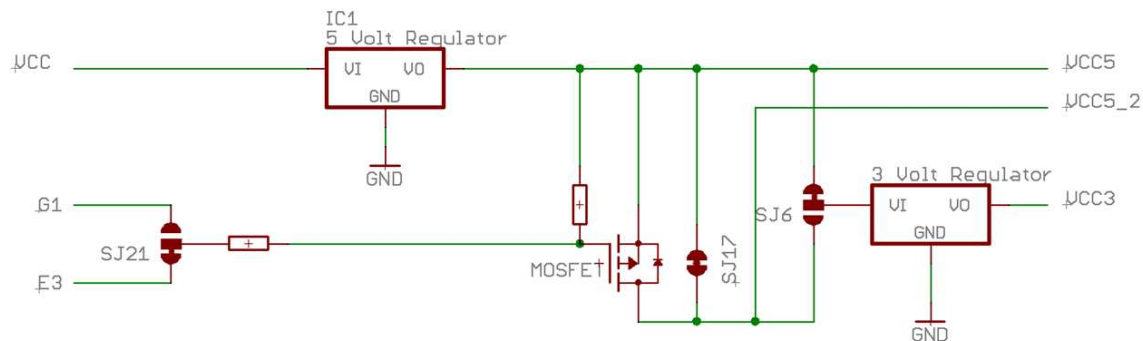 IC1
5 Volt Regulator
VCC
VI VO
GND
GND
VCC5
VCC5_2
3 Volt Regulator
VI VO
GND
GND
VCC3
G1
SJ21
E3
MOSFET
SJ17
SJ6